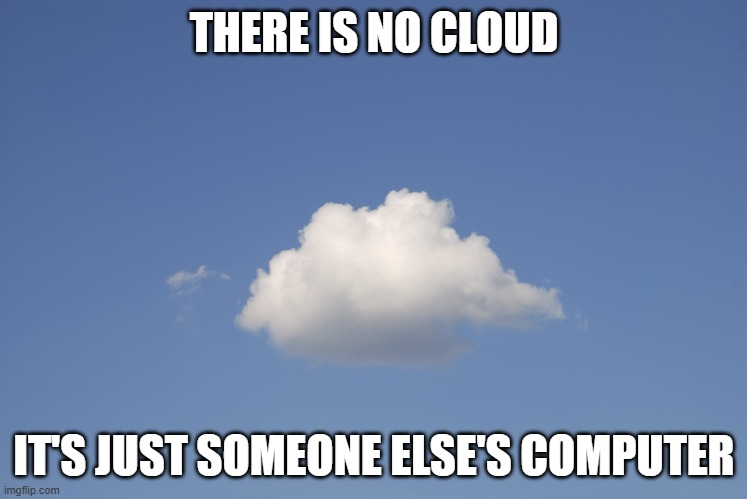 THERE IS NO CLOUD
IT'S JUST SOMEONE ELSE'S COMPUTER
imgflip.com